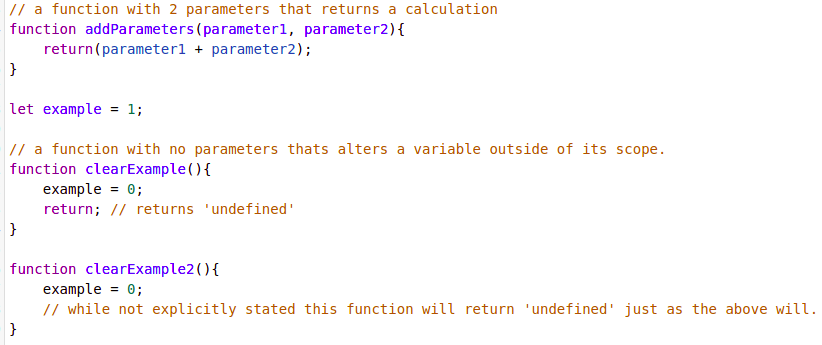 // a function with 2 parameters that returns a calculation
function addParameters(parameter1, parameter2){
    return(parameter1 + parameter2);
}

let example = 1;

// a function with no parameters thats alters a variable outside of its scope.
function clearExample(){
    example = 0;
    return; // returns 'undefined'
}

function clearExample2(){
    example = 0;
    // while not explicitly stated this function will return 'undefined' just as the above will.
}